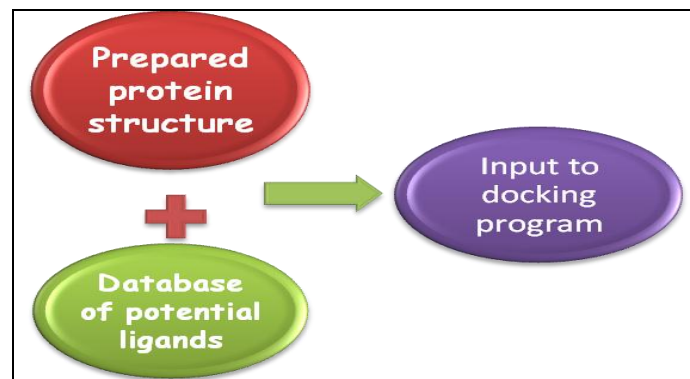 Prepared
protein
structure
Database
of potential
ligands
Input to
docking
program